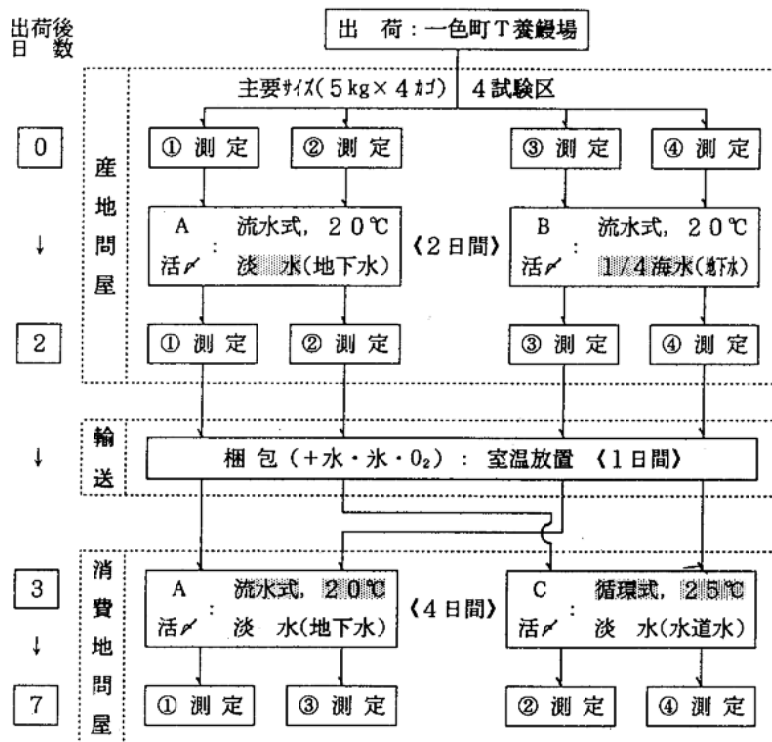 出荷後
日 数
出 荷：一色町T養鰻場
主要サイズ(5kg×4カゴ) 4試験区
産地問屋
0
① 測 定
② 測 定
③ 測 定
④ 測 定
↓
A 流水式, 20℃
活〆 : 淡 水(地下水)
《2日間》
B 流水式, 20℃
活〆 : 1/4海水(地下水)
2
① 測 定
② 測 定
③ 測 定
④ 測 定
輸送
↓
梱 包 (+水・氷・O₂) : 室温放置 《1日間》
消費地問屋
3
A 流水式, 20℃
活〆 : 淡 水(地下水)
《4日間》
C 循環式, 25℃
活〆 : 淡 水(水道水)
↓
7
① 測 定
③ 測 定
② 測 定
④ 測 定